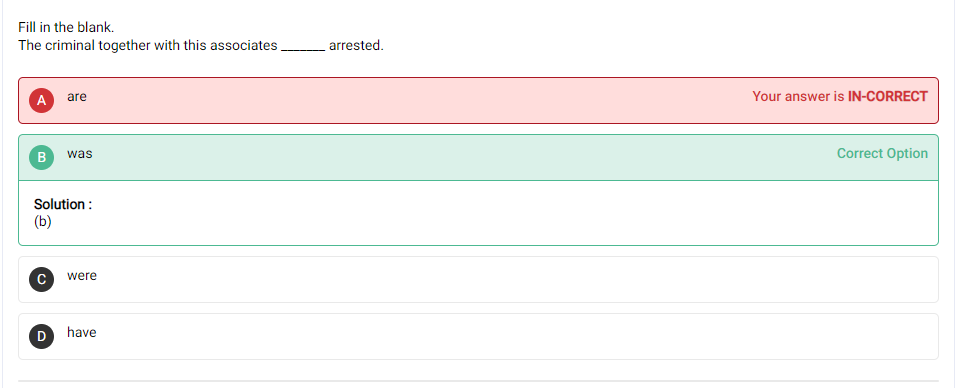 Fill in the blank.
The criminal together with this associates _______ arrested.
A are Your answer is IN-CORRECT
B was Correct Option
Solution :
(b)
C were
D have